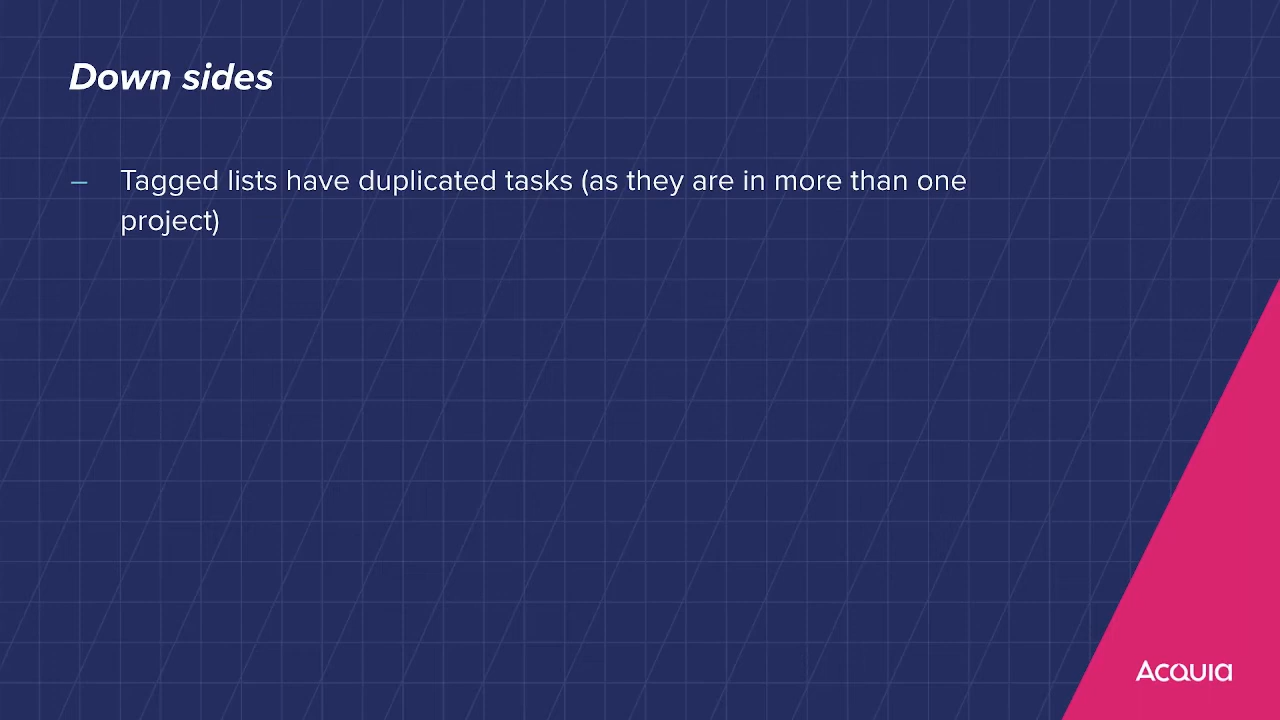 Down sides
– Tagged lists have duplicated tasks (as they are in more than one
project)
Acquia